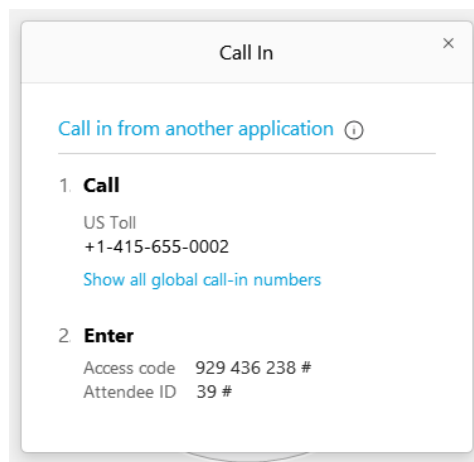 Call In
Call in from another application
1. Call
US Toll
+1-415-655-0002
Show all global call-in numbers
2. Enter
Access code 929 436 238 #
Attendee ID 39 #